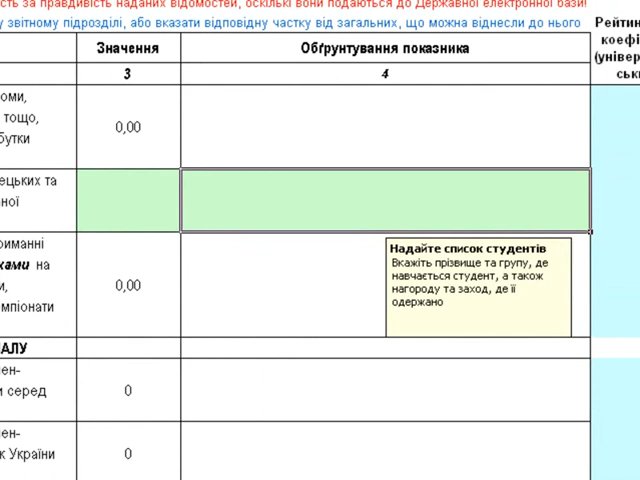 сть за правдивість наданих відомостей, оскільки вони подаються до Державної електронної бази!
у звітному підрозділі, або вказати відповідну частку від загальних, що можна віднесли до нього
Рейтин
коефі
(універ
ськ
Значення
Обґрунтування показника
3
4
оми,
тощо,
бутки
0,00
ецьких та
ної
риманні
ками на
и,
мпіонати
0,00
Надайте список студентів
Вкажіть прізвище та групу, де
навчається студент, а також
нагороду та захід, де її
одержано
АЛУ
ен-
и серед
0
ен-
к України
0